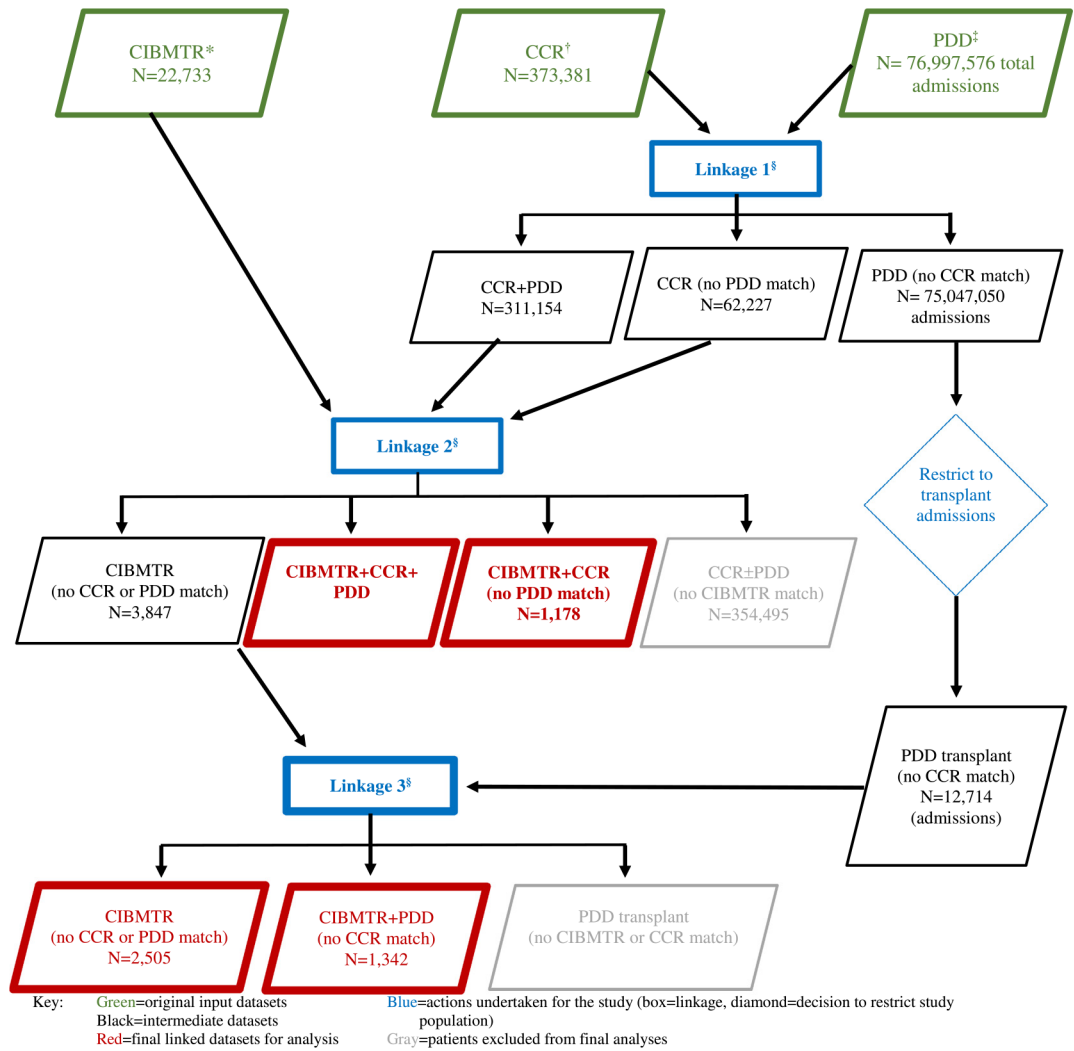 CIBMTR*
N=22,733
CCR†
N=373,381
PDD‡
N= 76,997,576 total
admissions
Linkage 1§
CCR+PDD
N=311,154
CCR (no PDD match)
N=62,227
PDD (no CCR match)
N= 75,047,050
admissions
Linkage 2§
Restrict to
transplant
admissions
CIBMTR
(no CCR or PDD match)
N=3,847
CIBMTR+CCR+
PDD
CIBMTR+CCR
(no PDD match)
N=1,178
CCR±PDD
(no CIBMTR match)
N=354,495
PDD transplant
(no CCR match)
N=12,714
(admissions)
Linkage 3§
CIBMTR
(no CCR or PDD match)
N=2,505
CIBMTR+PDD
(no CCR match)
N=1,342
PDD transplant
(no CIBMTR or CCR match)
Key: Green=original input datasets
Black=intermediate datasets
Red=final linked datasets for analysis
Blue=actions undertaken for the study (box=linkage, diamond=decision to restrict study
population)
Gray=patients excluded from final analyses